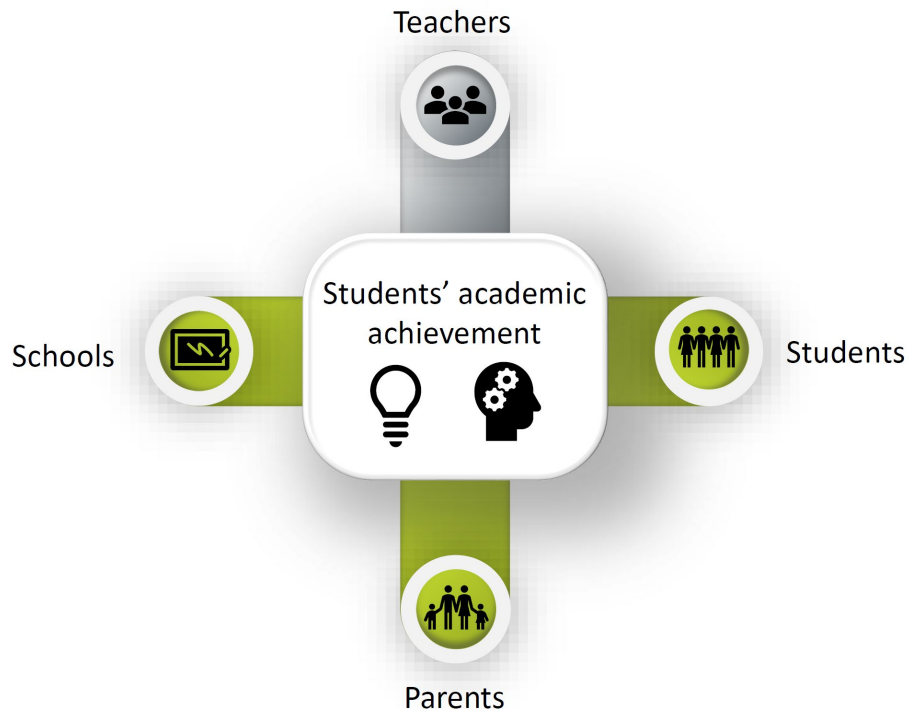 Teachers
Students’ academic
achievement
Schools
Students
Parents